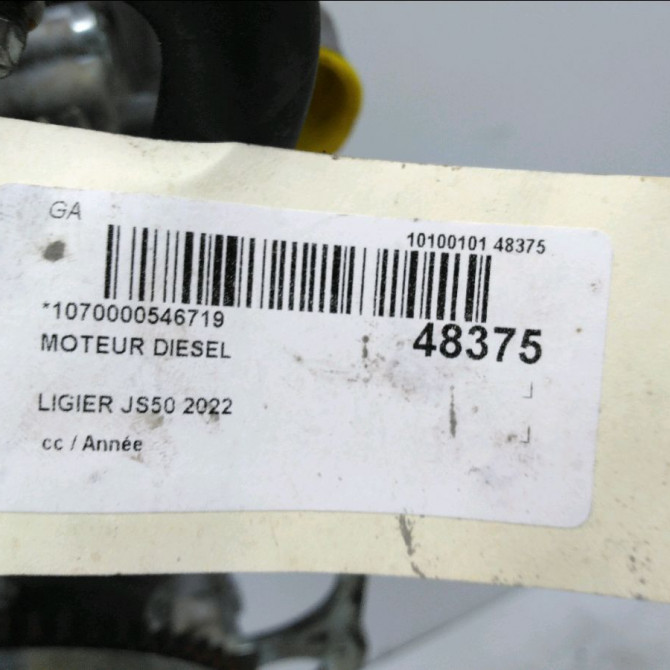 GA
10100101 48375
*1070000546719
48375
MOTEUR DIESEL
LIGIER JS50 2022
cc / Année